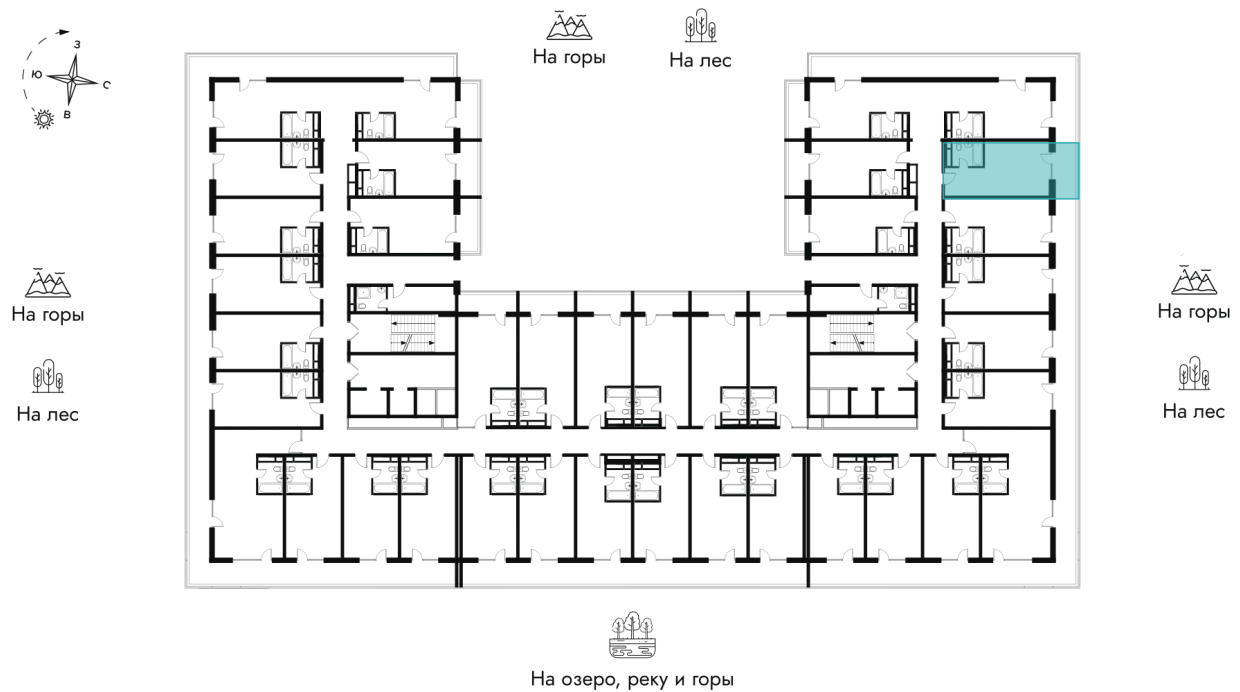 На горы
На лес
З
Ю
С
В
На горы
На лес
На горы
На лес
На озеро, реку и горы